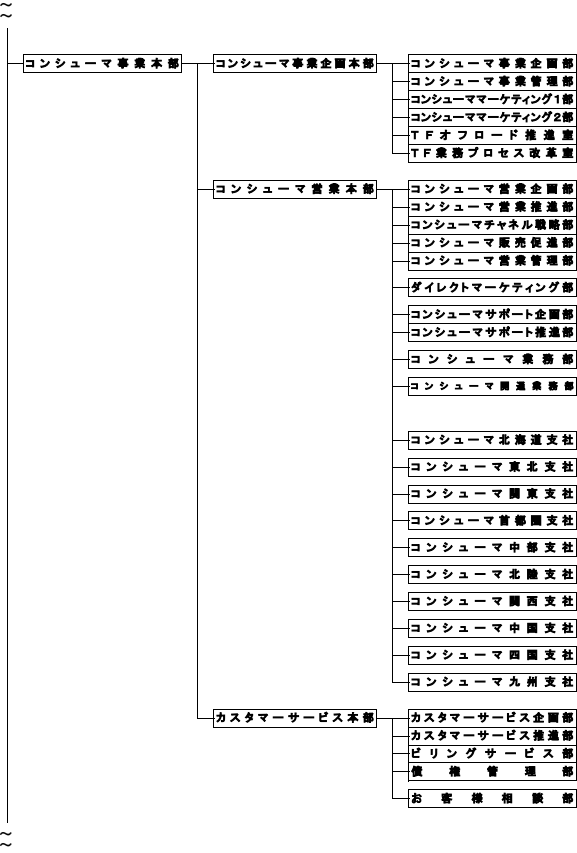 コンシューマ事業本部
コンシューマ事業企画本部
コンシューマ事業企画部
コンシューマ事業管理部
コンシューママーケティング1部
コンシューママーケティング2部
TFオフロード推進室
TF業務プロセス改革室
コンシューマ営業本部
コンシューマ営業企画部
コンシューマ営業推進部
コンシューマチャネル戦略部
コンシューマ販売促進部
コンシューマ営業管理部
ダイレクトマーケティング部
コンシューマサポート企画部
コンシューマサポート推進部
コンシューマ業務部
コンシューマ開通業務部
コンシューマ北海道支社
コンシューマ東北支社
コンシューマ関東支社
コンシューマ首都圏支社
コンシューマ中部支社
コンシューマ北陸支社
コンシューマ関西支社
コンシューマ中国支社
コンシューマ四国支社
コンシューマ九州支社
カスタマーサービス本部
カスタマーサービス企画部
カスタマーサービス推進部
ビリングサービス部
債権管理部
お客様相談部